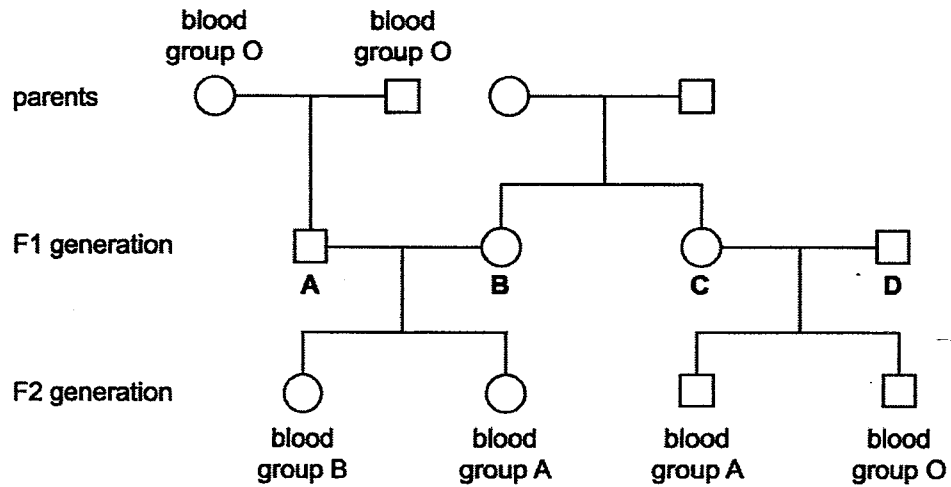 blood
group O
blood
group O
parents
F1 generation
A
B
C
D
F2 generation
blood
group B
blood
group A
blood
group A
blood
group O